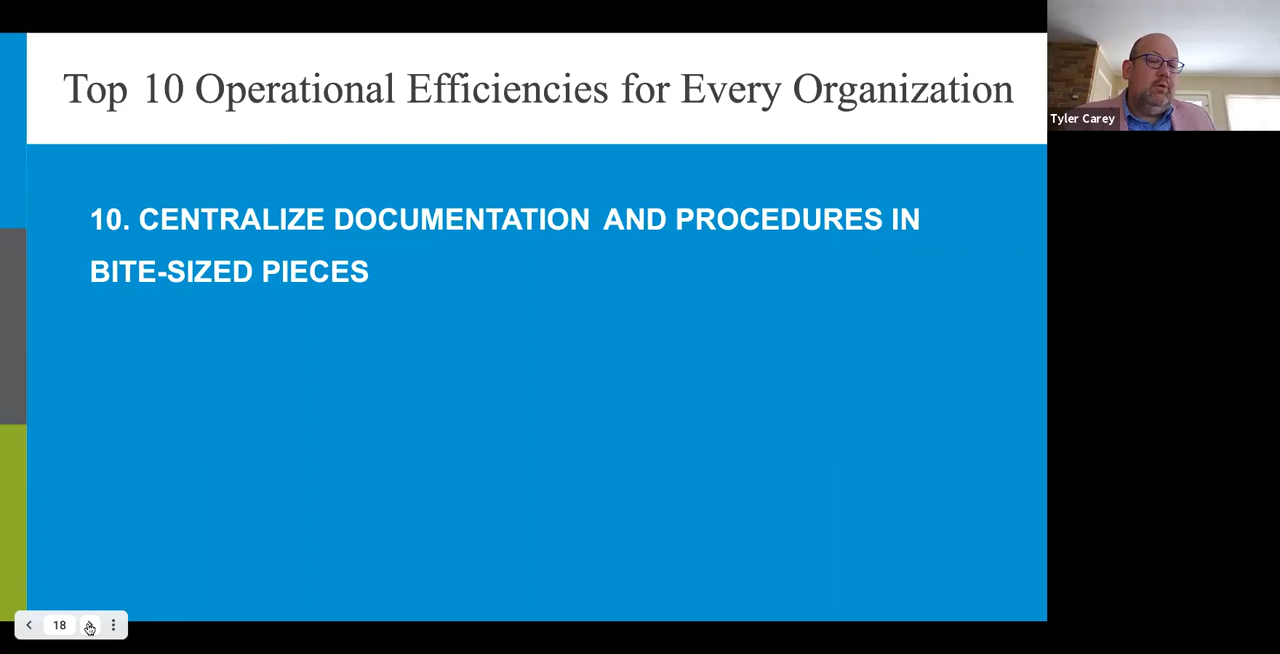 Top 10 Operational Efficiencies for Every Organization
Tyler Carey
10. CENTRALIZE DOCUMENTATION AND PROCEDURES IN
BITE-SIZED PIECES
18